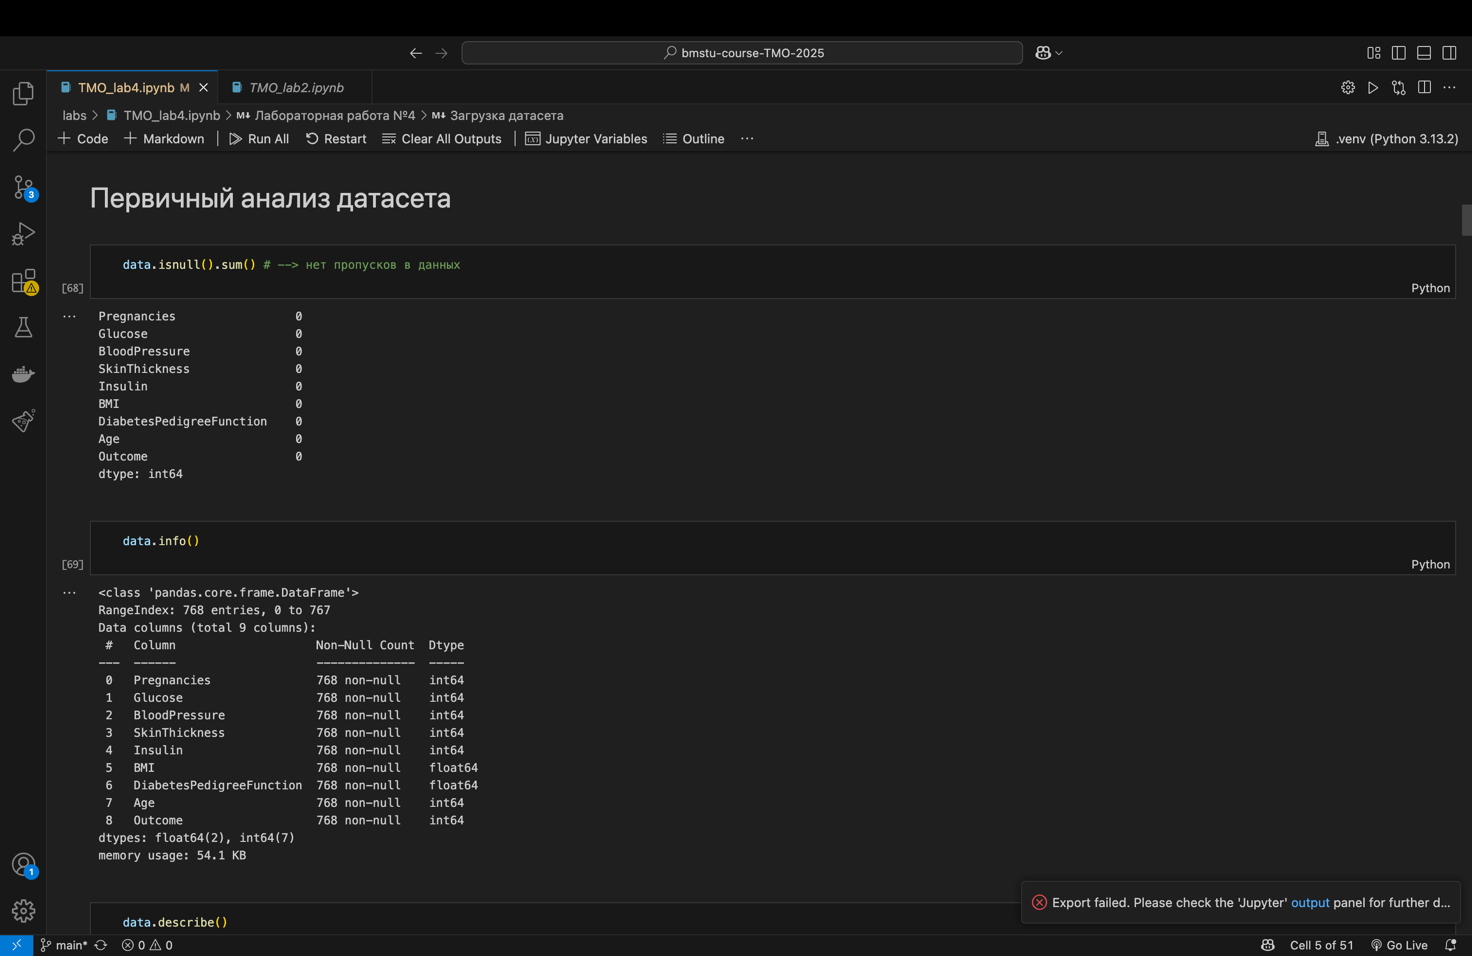 bmstu-course-TMO-2025
TMO_lab4.ipynb M
TMO_lab2.ipynb
labs > TMO_lab4.ipynb > M↓ Лабораторная работа №4 > M↓ Загрузка датасета
+ Code + Markdown | Run All Restart Clear All Outputs | Jupyter Variables Outline ...
.venv (Python 3.13.2)
Первичный анализ датасета
data.isnull().sum() # --> нет пропусков в данных
[68]
Python
Pregnancies 0
Glucose 0
BloodPressure 0
SkinThickness 0
Insulin 0
BMI 0
DiabetesPedigreeFunction 0
Age 0
Outcome 0
dtype: int64
data.info()
[69]
Python
<class 'pandas.core.frame.DataFrame'>
RangeIndex: 768 entries, 0 to 767
Data columns (total 9 columns):
# Column Non-Null Count Dtype
--- ------ -------------- -----
0 Pregnancies 768 non-null int64
1 Glucose 768 non-null int64
2 BloodPressure 768 non-null int64
3 SkinThickness 768 non-null int64
4 Insulin 768 non-null int64
5 BMI 768 non-null float64
6 DiabetesPedigreeFunction 768 non-null float64
7 Age 768 non-null int64
8 Outcome 768 non-null int64
dtypes: float64(2), int64(7)
memory usage: 54.1 KB
data.describe()
3
1
Export failed. Please check the 'Jupyter' output panel for further d...
main* 0 0
Cell 5 of 51 Go Live